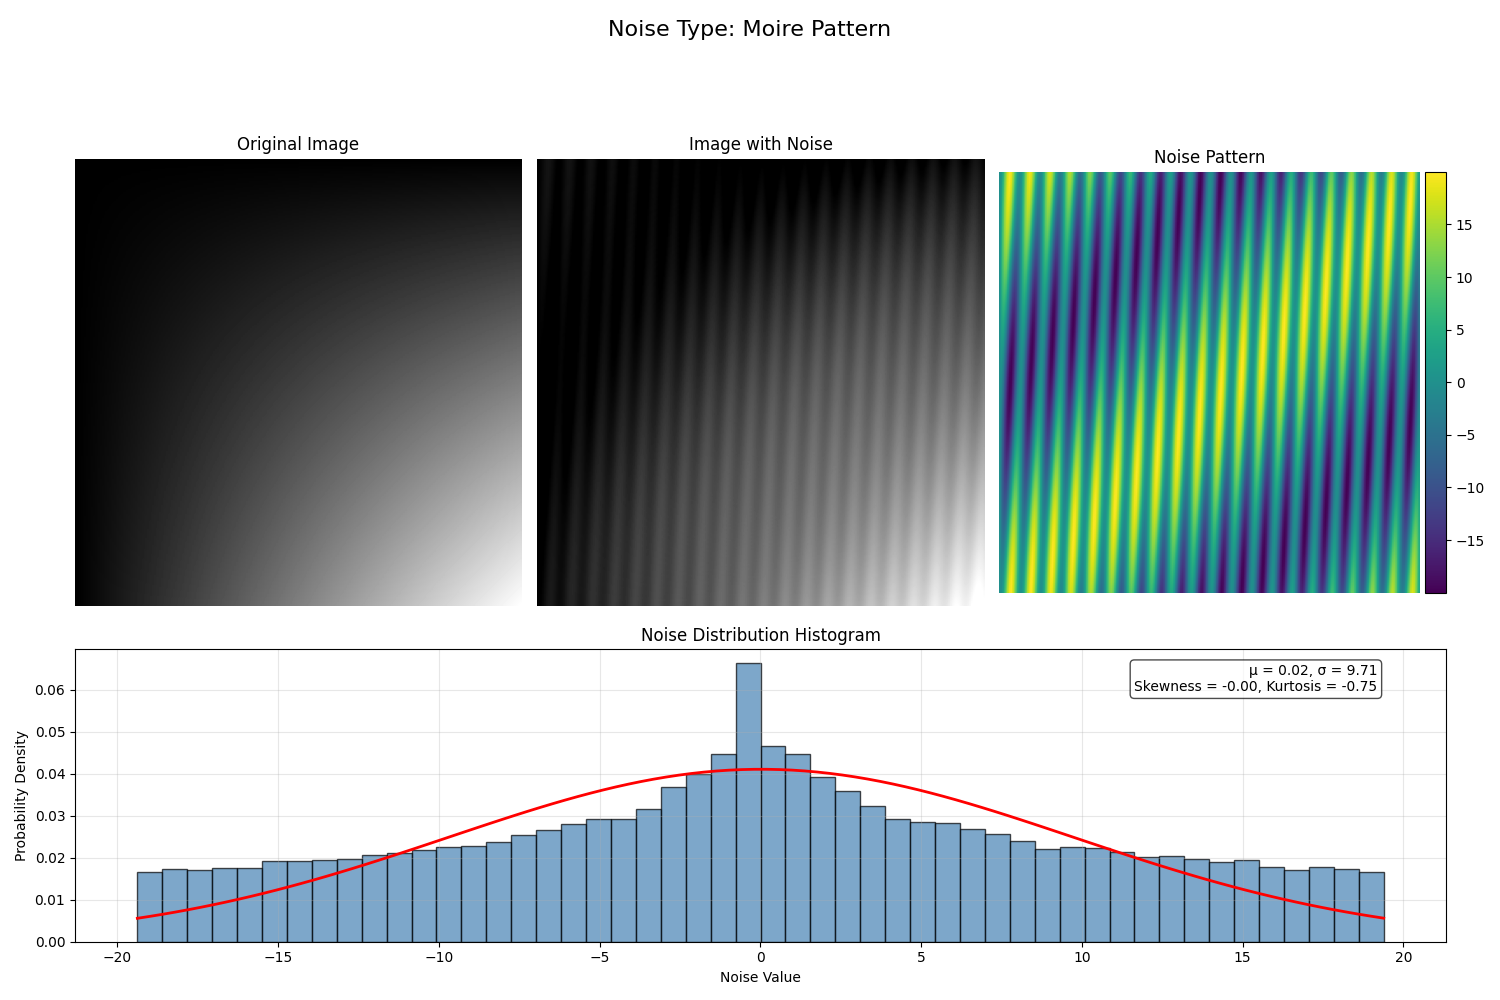 Noise Type: Moire Pattern
Original Image
Image with Noise
Noise Pattern
15
10
5
0
−5
−10
−15
Noise Distribution Histogram
μ = 0.02, σ = 9.71
Skewness = -0.00, Kurtosis = -0.75
Probability Density
0.06
0.05
0.04
0.03
0.02
0.01
0.00
−20 −15 −10 −5 0 5 10 15 20
Noise Value